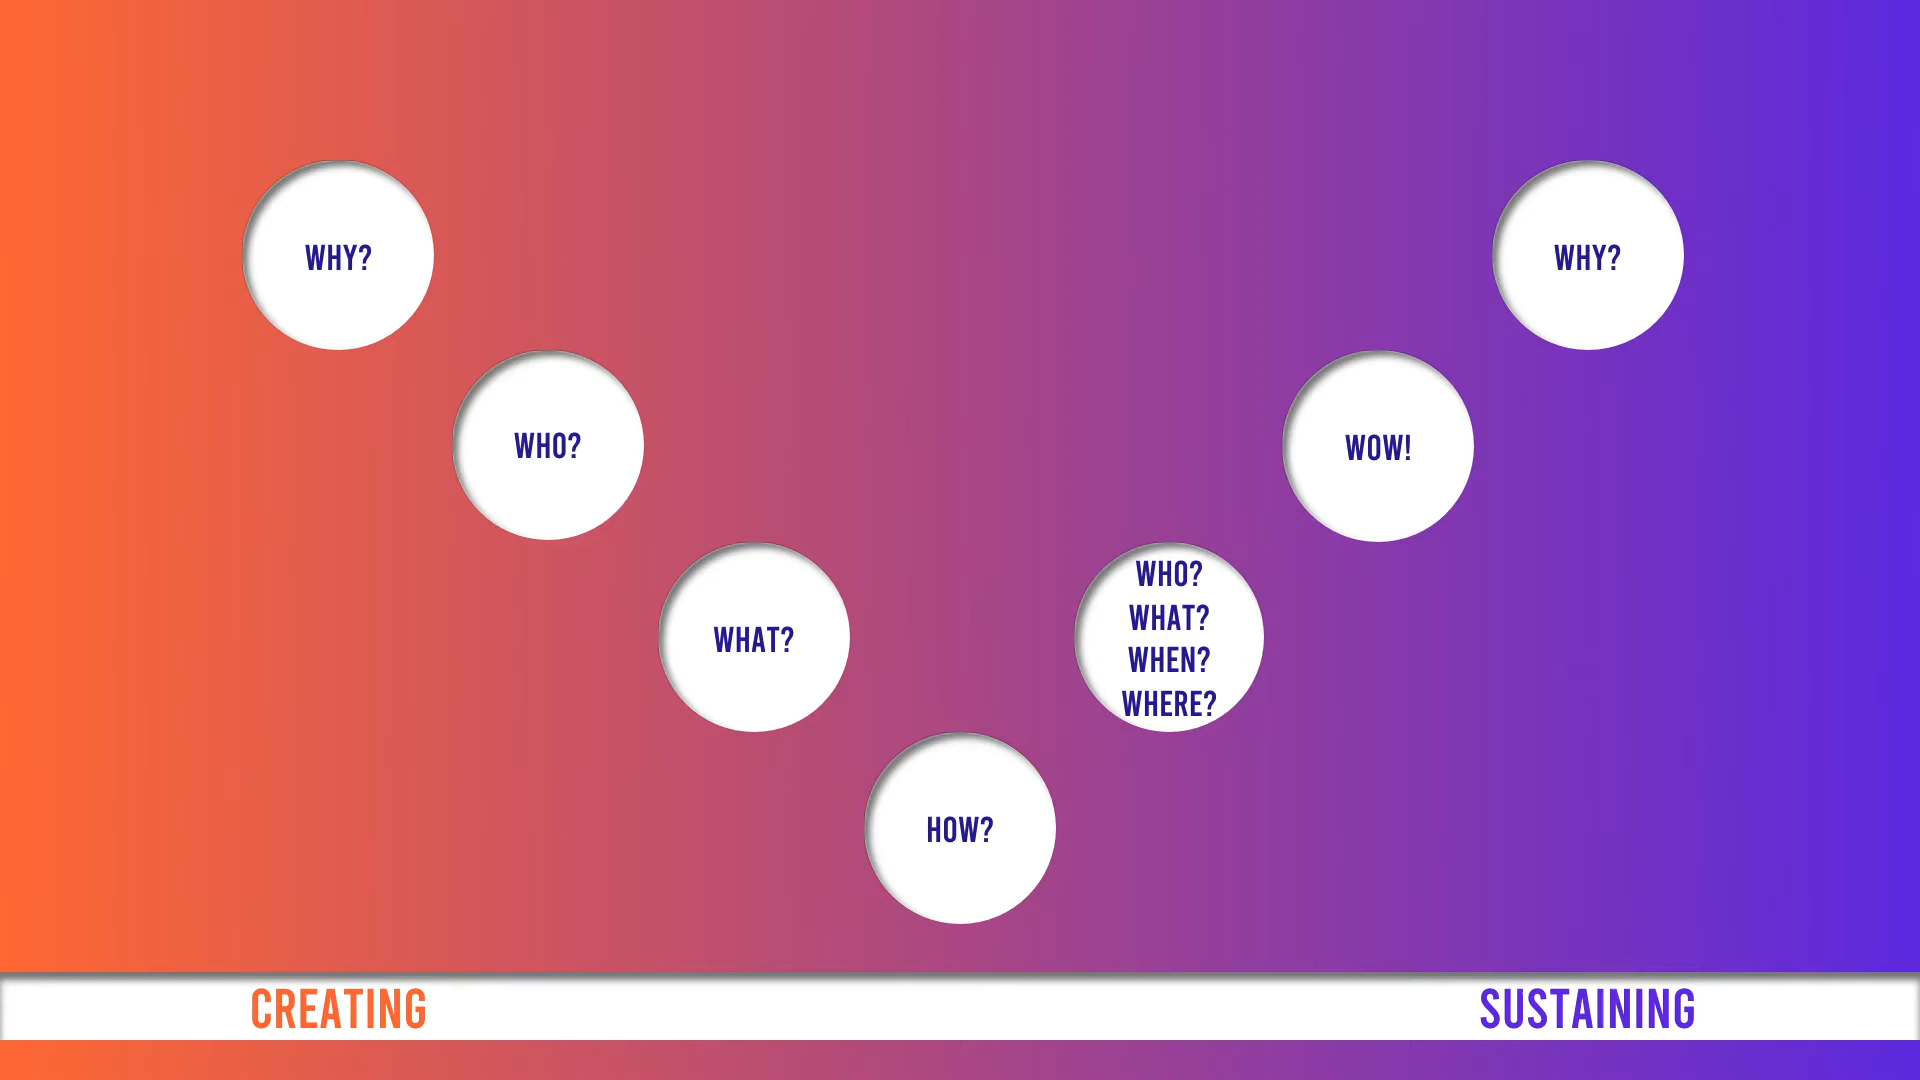 WHY?
WHY?
WHO?
WOW!
WHAT?
WHO?
WHAT?
WHEN?
WHERE?
HOW?
CREATING
SUSTAINING